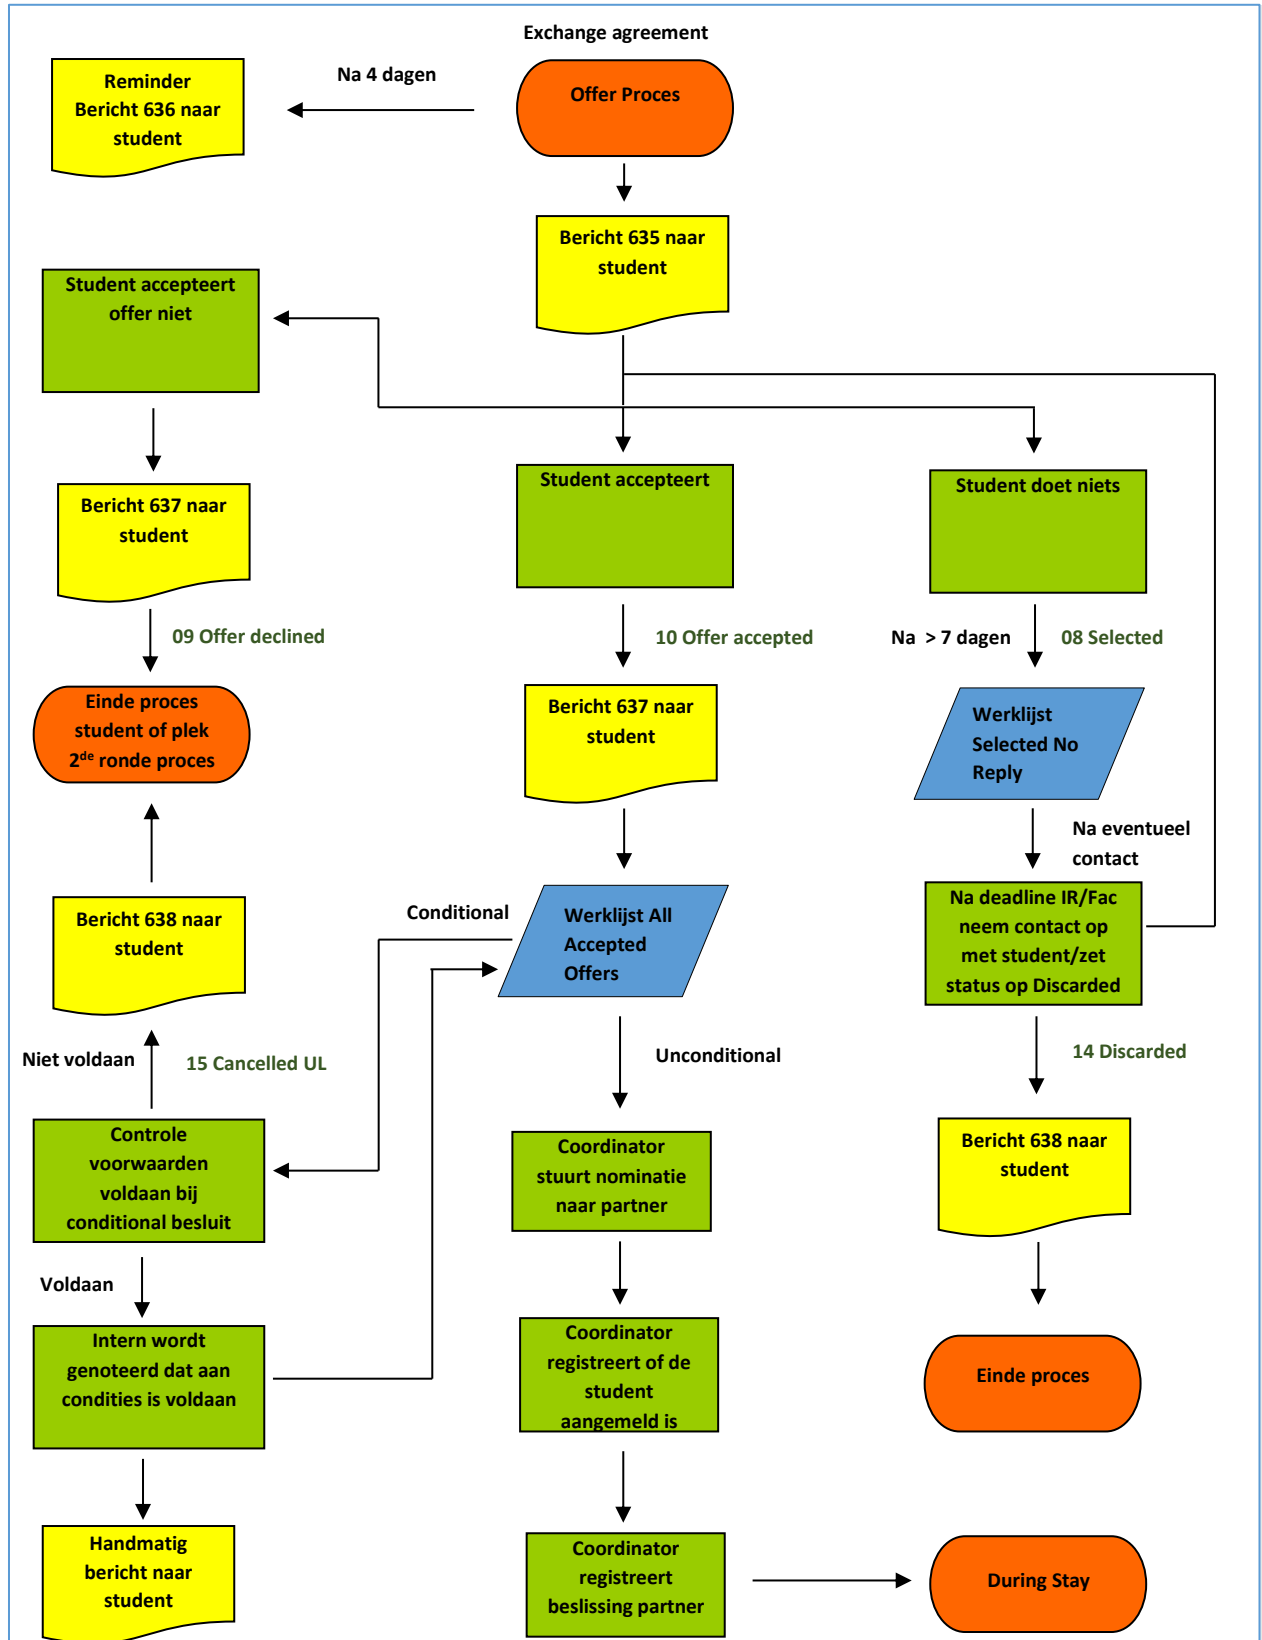 Exchange agreement
Reminder
Bericht 636 naar
student
Na 4 dagen
Offer Proces
Bericht 635 naar
student
Student accepteert
offer niet
Student accepteert
Student doet niets
Bericht 637 naar
student
09 Offer declined
10 Offer accepted
Na  > 7 dagen
08 Selected
Einde proces
student of plek
2de ronde proces
Bericht 637 naar
student
Werklijst
Selected No
Reply
Na eventueel
contact
Bericht 638 naar
student
Conditional
Werklijst All
Accepted
Offers
Na deadline IR/Fac
neem contact op
met student/zet
status op Discarded
Niet voldaan
15 Cancelled UL
Unconditional
14 Discarded
Controle
voorwaarden
voldaan bij
conditional besluit
Coordinator
stuurt nominatie
naar partner
Bericht 638 naar
student
Voldaan
Intern wordt
genoteerd dat aan
condities is voldaan
Coordinator
registreert of de
student
aangemeld is
Einde proces
Handmatig
bericht naar
student
Coordinator
registreert
beslissing partner
During Stay